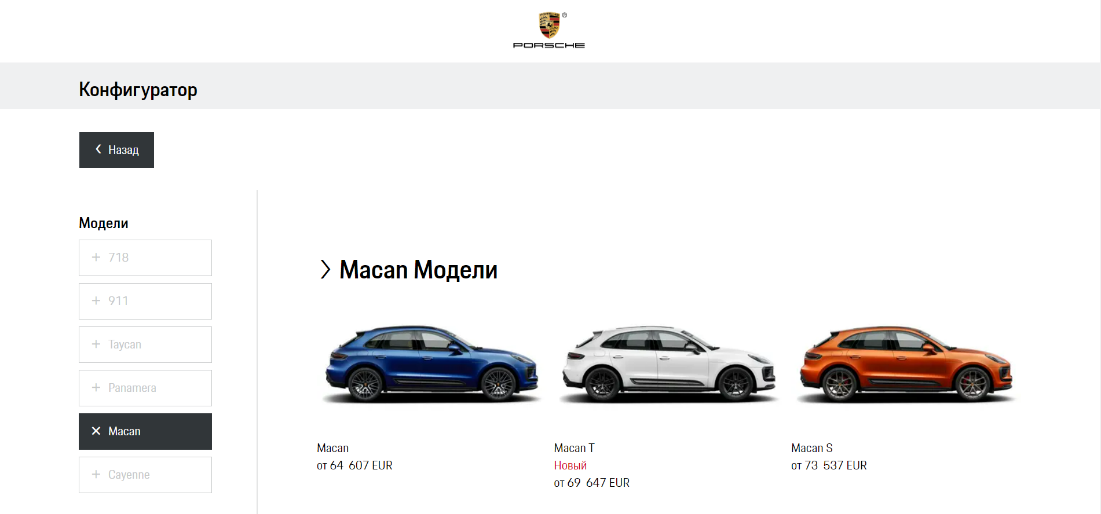 PORSCHE
Конфигуратор
Назад
Модели
718
911
Taycan
Panamera
Macan
Cayenne
Macan Модели
Macan
от 64 607 EUR
Macan T
Новый
от 69 647 EUR
Macan S
от 73 537 EUR